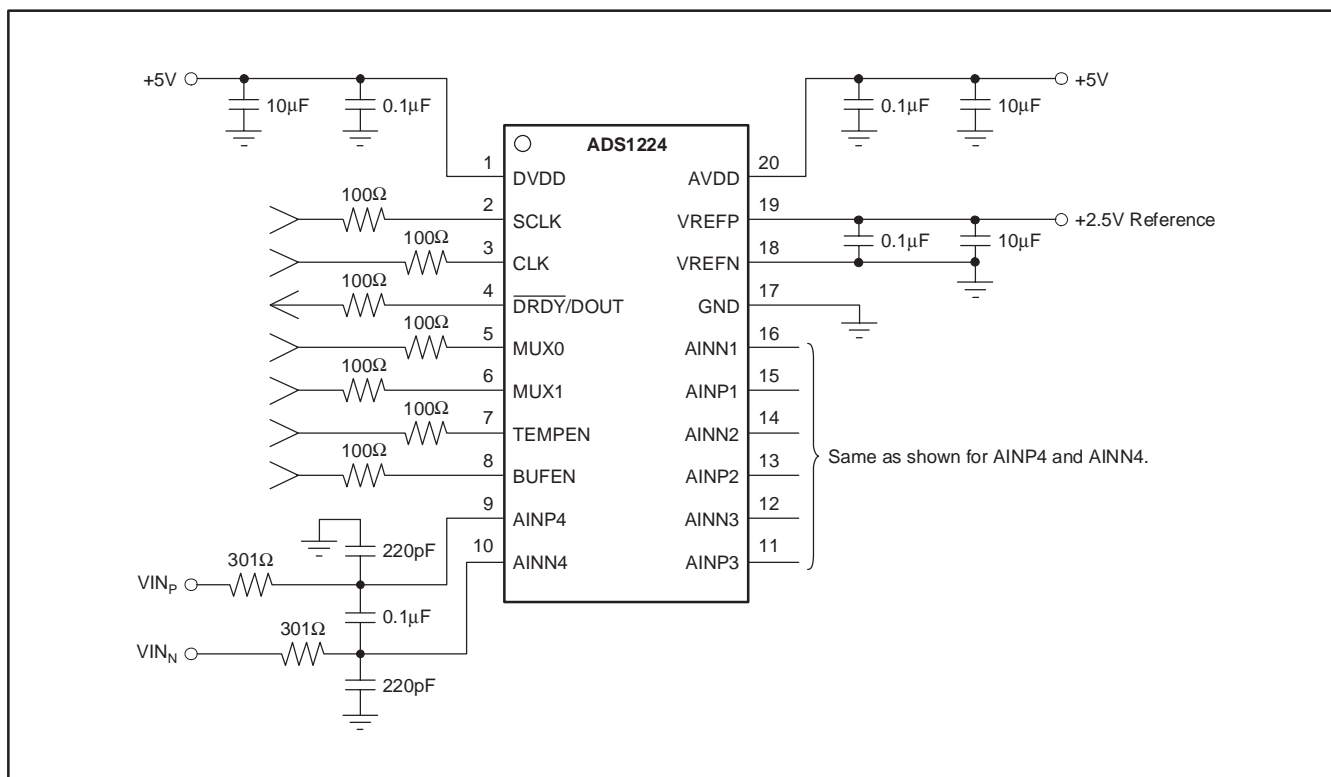 +5V
10μF
0.1μF
0.1μF
10μF
+5V
ADS1224
1
DVDD
AVDD
20
100Ω
2
SCLK
VREFP
19
+2.5V Reference
0.1μF
10μF
100Ω
3
CLK
VREFN
18
100Ω
4
DRDY/DOUT
GND
17
100Ω
5
MUX0
AINN1
16
100Ω
6
MUX1
AINP1
15
100Ω
7
TEMPEN
AINN2
14
Same as shown for AINP4 and AINN4.
100Ω
8
BUFEN
AINP2
13
9
AINP4
AINN3
12
220pF
10
AINN4
AINP3
11
VINP
301Ω
0.1μF
VINN
301Ω
220pF